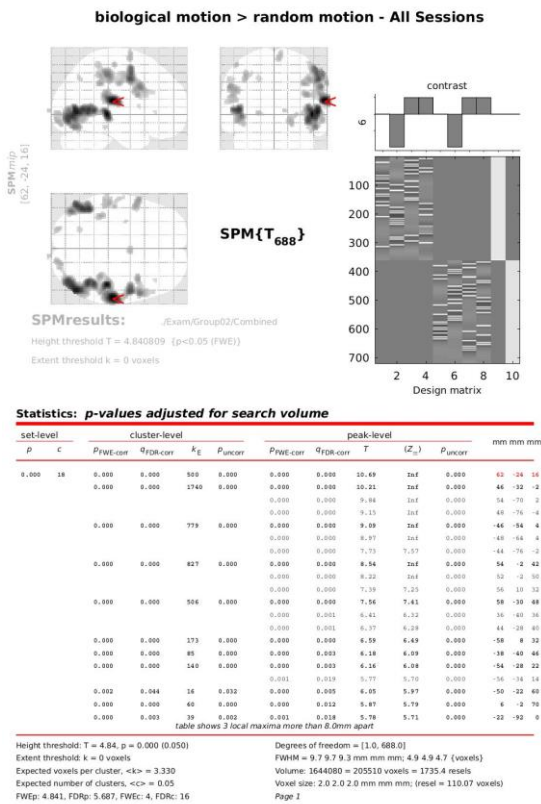 biological motion > random motion - All Sessions
contrast
6
SPMmip
[62, -24, 16]
SPM{T688}
100
200
300
400
500
600
700
2 4 6 8 10
Design matrix
SPMresults: ./Exam/Group02/Combined
Height threshold T = 4.840809 {p<0.05 (FWE)}
Extent threshold k = 0 voxels
Statistics: p-values adjusted for search volume
set-level cluster-level peak-level mm mm mm
p c pFWE-corr qFDR-corr kE puncorr pFWE-corr qFDR-corr T (Z≡) puncorr
0.000 18 0.000 0.000 500 0.000 0.000 0.000 10.69 Inf 0.000 62 -24 16
0.000 0.000 1740 0.000 0.000 0.000 10.21 Inf 0.000 46 -32 -2
0.000 0.000 9.84 Inf 0.000 54 -70 2
0.000 0.000 9.15 Inf 0.000 48 -76 -4
0.000 0.000 779 0.000 0.000 0.000 9.09 Inf 0.000 -46 -54 4
0.000 0.000 8.97 Inf 0.000 -48 -64 4
0.000 0.000 7.73 7.57 0.000 -44 -76 -2
0.000 0.000 827 0.000 0.000 0.000 8.54 Inf 0.000 54 -2 42
0.000 0.000 8.22 Inf 0.000 52 -2 50
0.000 0.000 7.39 7.25 0.000 56 10 32
0.000 0.000 506 0.000 0.000 0.000 7.56 7.41 0.000 58 -30 48
0.000 0.001 6.41 6.32 0.000 36 -40 36
0.000 0.001 6.37 6.28 0.000 44 -28 40
0.000 0.000 173 0.000 0.000 0.000 6.59 6.49 0.000 -58 8 32
0.000 0.000 85 0.000 0.000 0.003 6.18 6.09 0.000 -38 -40 46
0.000 0.000 140 0.000 0.000 0.003 6.16 6.08 0.000 -54 -28 22
0.001 0.019 5.77 5.70 0.000 -56 -34 14
0.002 0.044 16 0.032 0.000 0.004 6.05 5.97 0.000 -50 -22 60
0.000 0.000 60 0.000 0.000 0.012 5.87 5.79 0.000 6 -2 70
0.000 0.003 39 0.002 0.001 0.018 5.78 5.71 0.000 -22 -92 0
table shows 3 local maxima more than 8.0mm apart
Height threshold: T = 4.84, p = 0.000 (0.050)
Extent threshold: k = 0 voxels
Expected voxels per cluster, <k> = 3.330
Expected number of clusters, <c> = 0.05
FWEp: 4.841, FDRp: 5.687, FWEc: 4, FDRc: 16
Degrees of freedom = [1.0, 688.0]
FWHM = 9.7 9.7 9.3 mm mm mm; 4.9 4.9 4.7 {voxels}
Volume: 1644080 = 205510 voxels = 1735.4 resels
Voxel size: 2.0 2.0 2.0 mm mm mm; (resel = 110.07 voxels)
Page 1